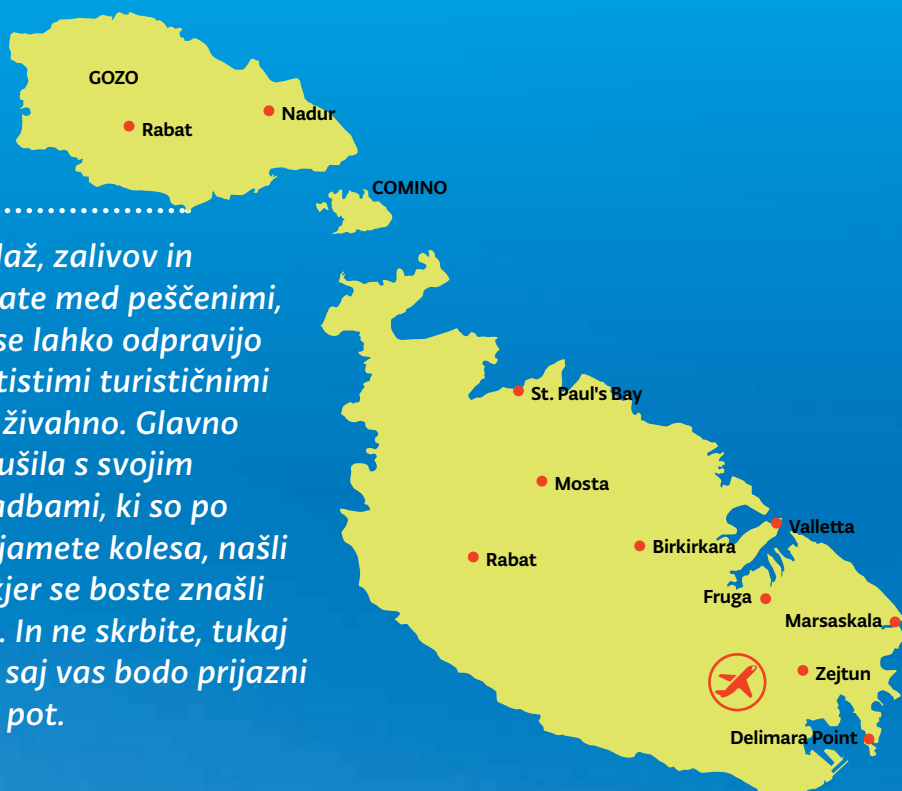 GOZO
Nadur
Rabat
COMINO
laž, zalivov in
ate med peščenimi,
se lahko odpravijo
tistimi turističnimi
živahno. Glavno
ušila s svojim
adbami, ki so po
jamete kolesa, našli
kjer se boste znašli
. In ne skrbite, tukaj
saj vas bodo prijazni
pot.
St. Paul's Bay
Mosta
Valletta
Birkirkara
Rabat
Fruga
Marsaskala
Zejtun
Delimara Point